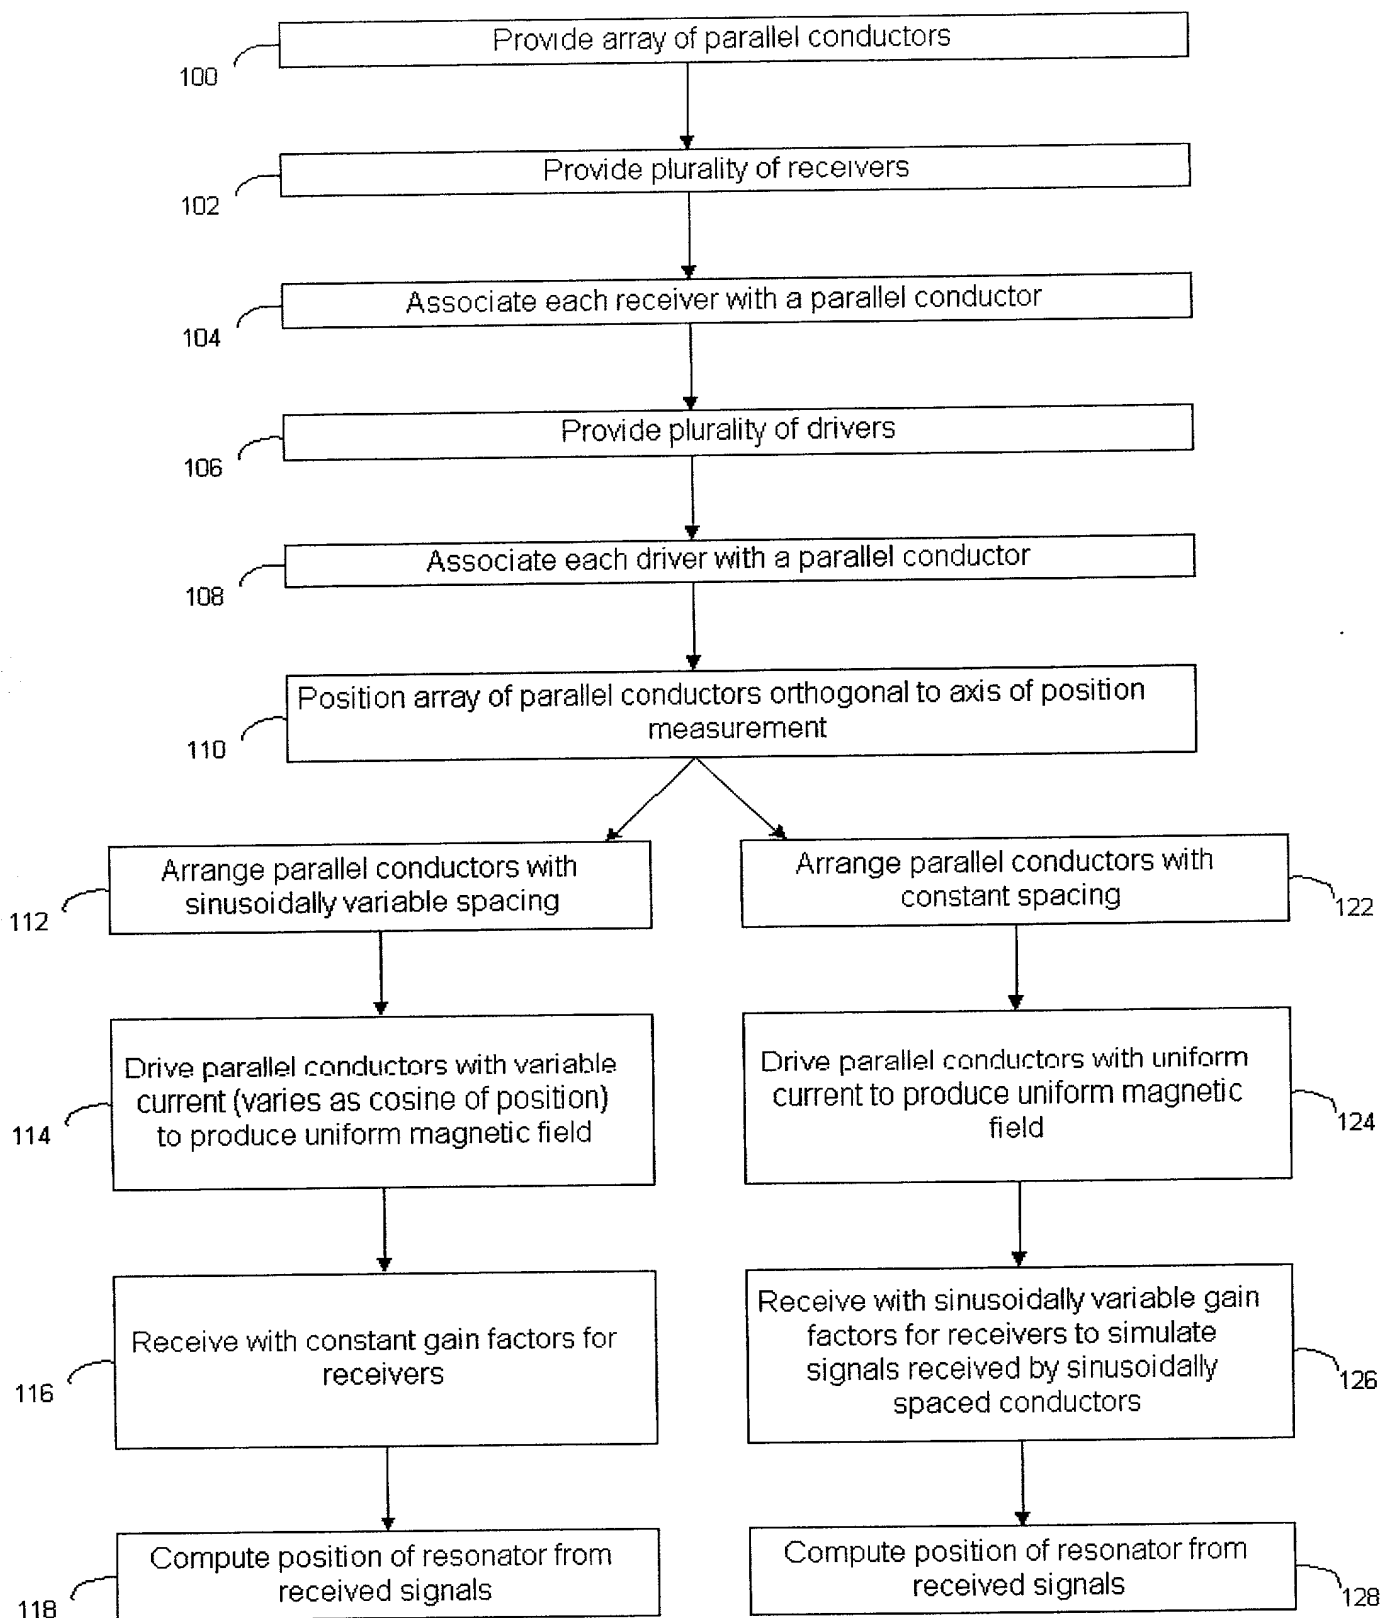 Provide array of parallel conductors
100
Provide plurality of receivers
102
Associate each receiver with a parallel conductor
104
Provide plurality of drivers
106
Associate each driver with a parallel conductor
108
Position array of parallel conductors orthogonal to axis of position
measurement
110
Arrange parallel conductors with
sinusoidally variable spacing
112
Arrange parallel conductors with
constant spacing
122
Drive parallel conductors with variable
current (varies as cosine of position)
to produce uniform magnetic field
114
Drive parallel conductors with uniform
current to produce uniform magnetic
field
124
Receive with constant gain factors for
receivers
116
Receive with sinusoidally variable gain
factors for receivers to simulate
signals received by sinusoidally
spaced conductors
126
Compute position of resonator from
received signals
118
Compute position of resonator from
received signals
128